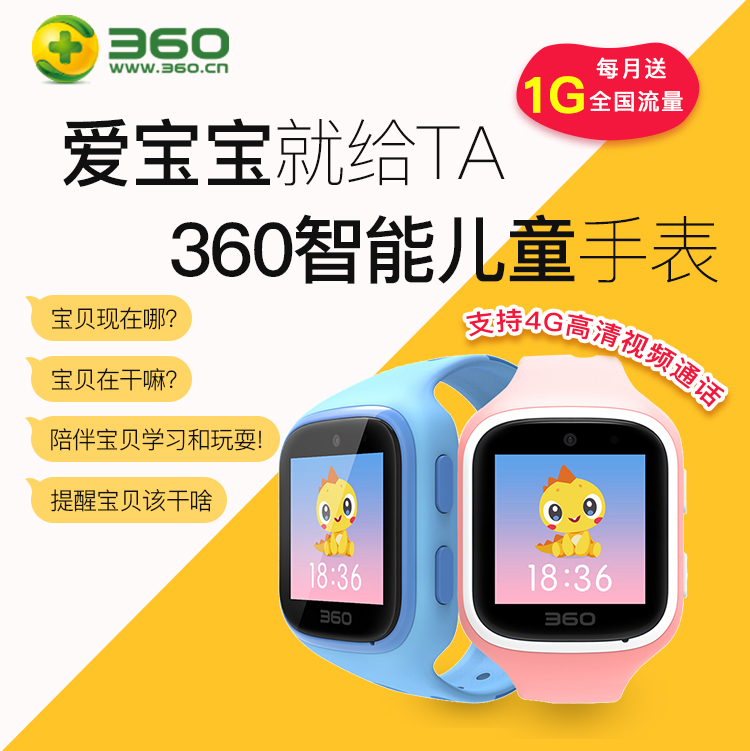 360
WWW.360.CN
每月送
1G全国流量
爱宝宝就给TA
360智能儿童手表
支持4G高清视频通话
宝贝现在哪?
宝贝在干嘛?
陪伴宝贝学习和玩耍!
提醒宝贝该干啥
18:36
360
18:36
360